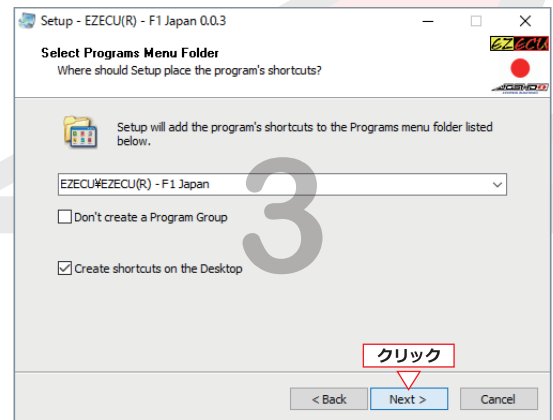 Setup - EZECU(R) - F1 Japan 0.0.3
Select Programs Menu Folder
Where should Setup place the program's shortcuts?
EZECU
JOSHO1
Setup will add the program's shortcuts to the Programs menu folder listed
below.
EZECU¥EZECU(R) - F1 Japan
3
Don't create a Program Group
Create shortcuts on the Desktop
クリック
< Back
Next >
Cancel